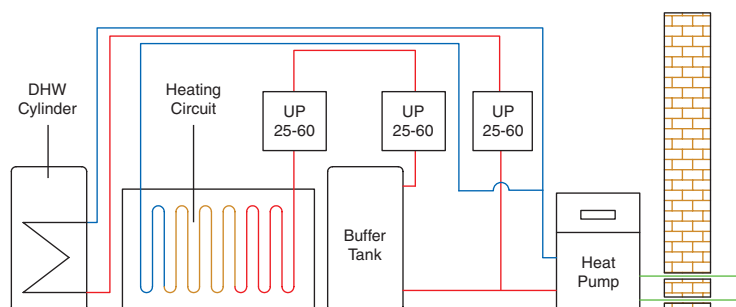 DHW
Cylinder
Heating
Circuit
UP
25-60
UP
25-60
UP
25-60
Buffer
Tank
Heat
Pump